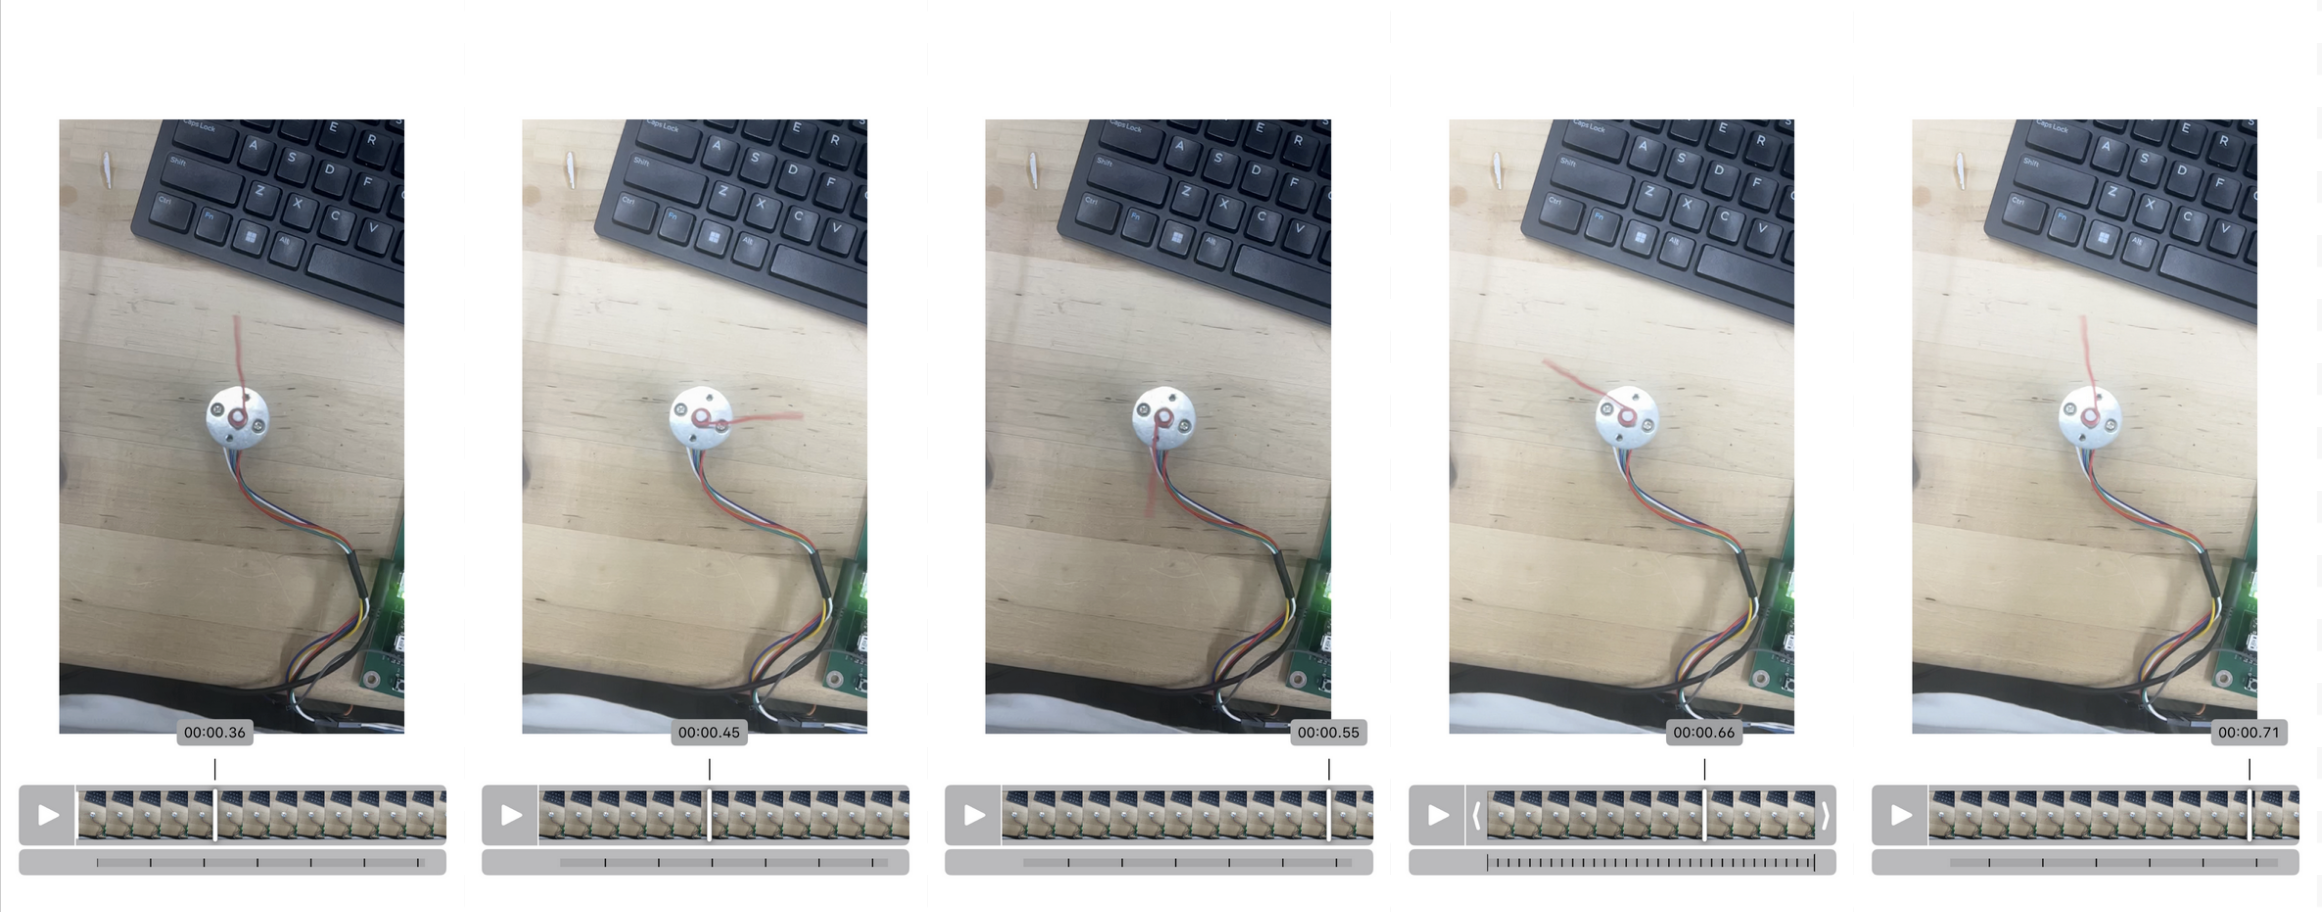 Caps Lock E R
Shift A S D F
Ctrl Fn Z X C V
Alt
00:00.36
Caps Lock E R
Shift A S D F
Ctrl Fn Z X C V
Alt
00:00.45
Caps Lock E R
Shift A S D F
Ctrl Fn Z X C V
Alt
00:00.55
Caps Lock E R
Shift A S D F
Ctrl Fn Z X C V
Alt
00:00.66
Caps Lock E R
Shift A S D F
Ctrl Fn Z X C V
Alt
00:00.71